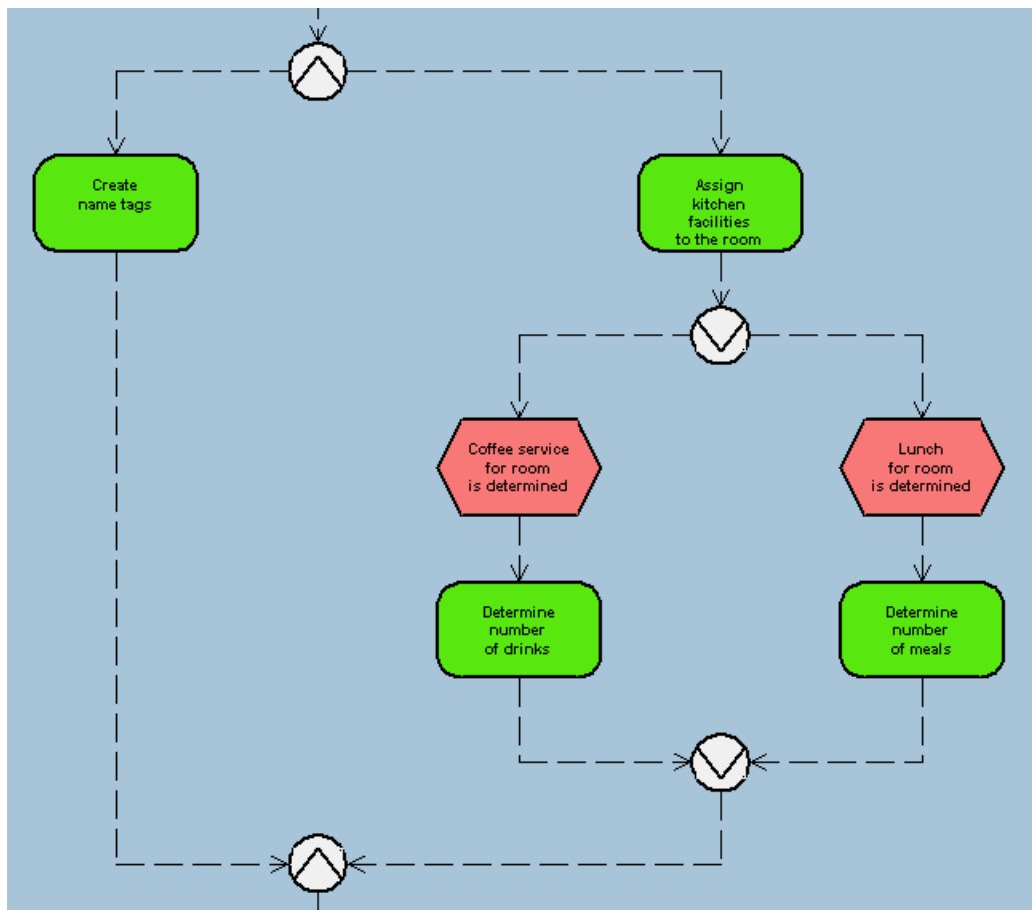 Create
name tags
Assign
kitchen
facilities
to the room
Coffee service
for room
is determined
Lunch
for room
is determined
Determine
number
of drinks
Determine
number
of meals